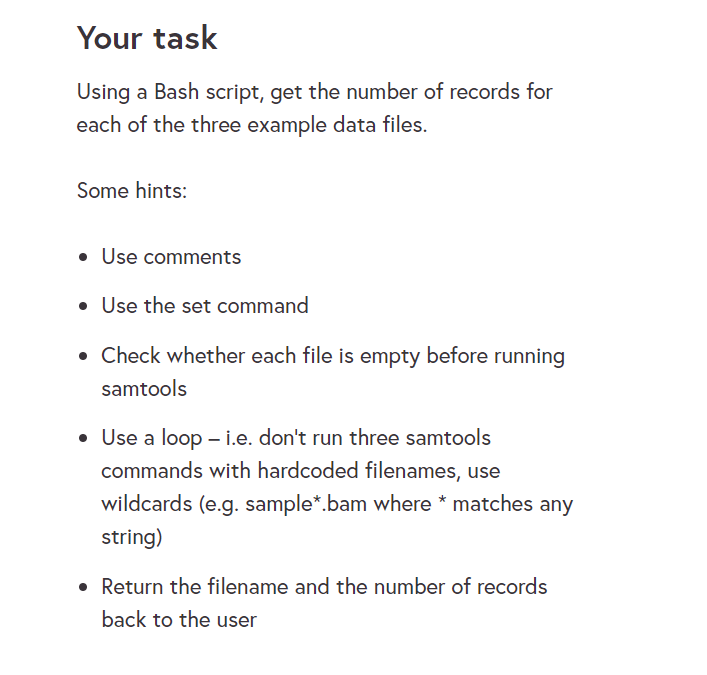 Your task
Using a Bash script, get the number of records for
each of the three example data files.
Some hints:
Use comments
Use the set command
Check whether each file is empty before running
samtools
Use a loop – i.e. don't run three samtools
commands with hardcoded filenames, use
wildcards (e.g. sample*.bam where * matches any
string)
Return the filename and the number of records
back to the user